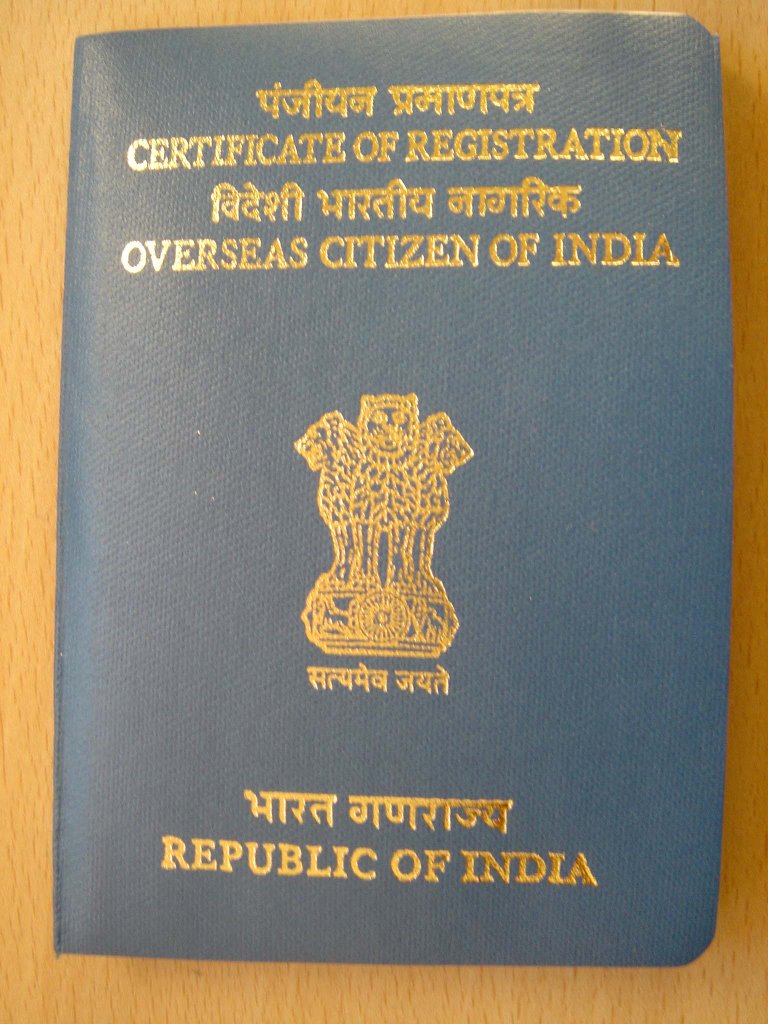 पंजीयन प्रमाणपत्र
CERTIFICATE OF REGISTRATION
विदेशी भारतीय नागरिक
OVERSEAS CITIZEN OF INDIA
सत्यमेव जयते
भारत गणराज्य
REPUBLIC OF INDIA